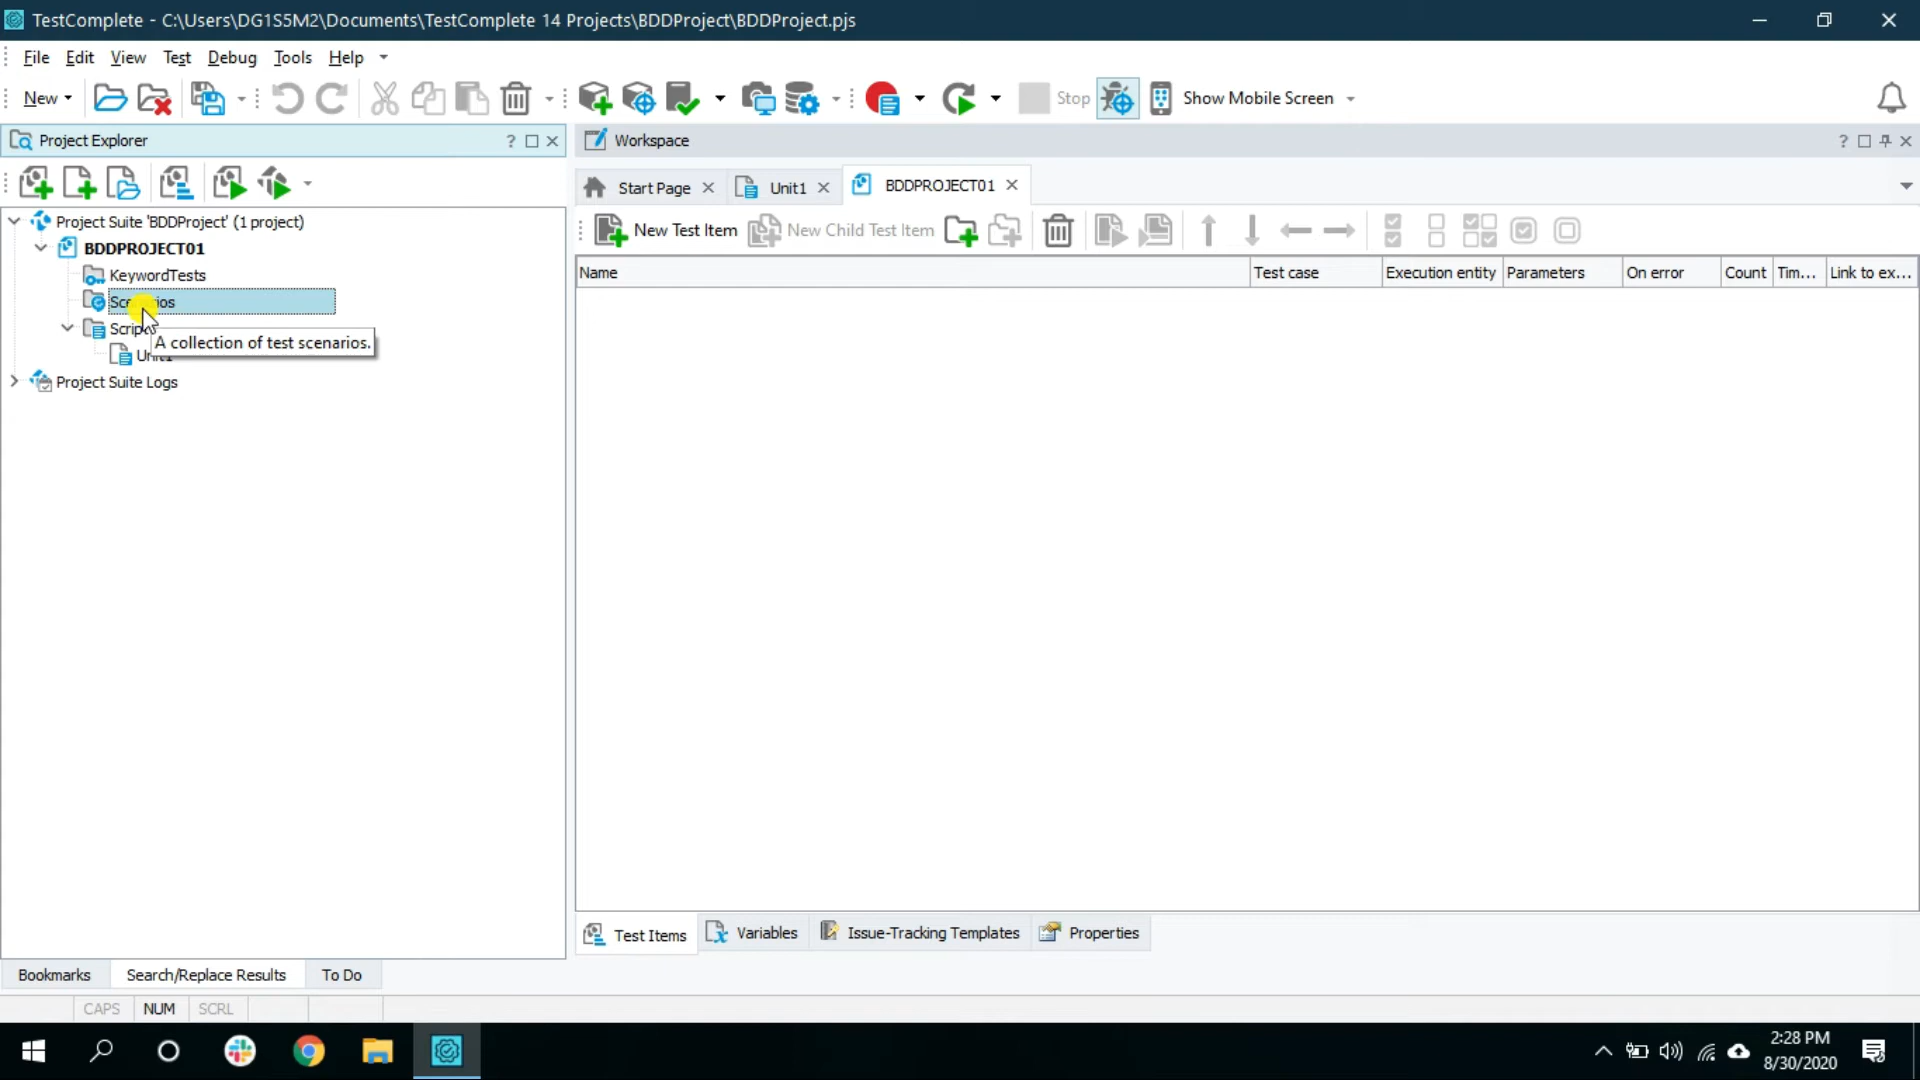 TestComplete - C:\Users\DG1S5M2\Documents\TestComplete 14 Projects\BDDProject\BDDProject.pjs
File Edit View Test Debug Tools Help
New Stop Show Mobile Screen
Project Explorer ?
Workspace ?
Start Page Unit1 BDDPROJECT01
New Test Item New Child Test Item
Name Test case Execution entity Parameters On error Count Tim... Link to ex...
Project Suite 'BDDProject' (1 project)
BDDPROJECT01
KeywordTests
Scenarios
Script
A collection of test scenarios.
Unit1
Project Suite Logs
Test Items Variables Issue-Tracking Templates Properties
Bookmarks Search/Replace Results To Do
CAPS NUM SCRL
2:28 PM
8/30/2020